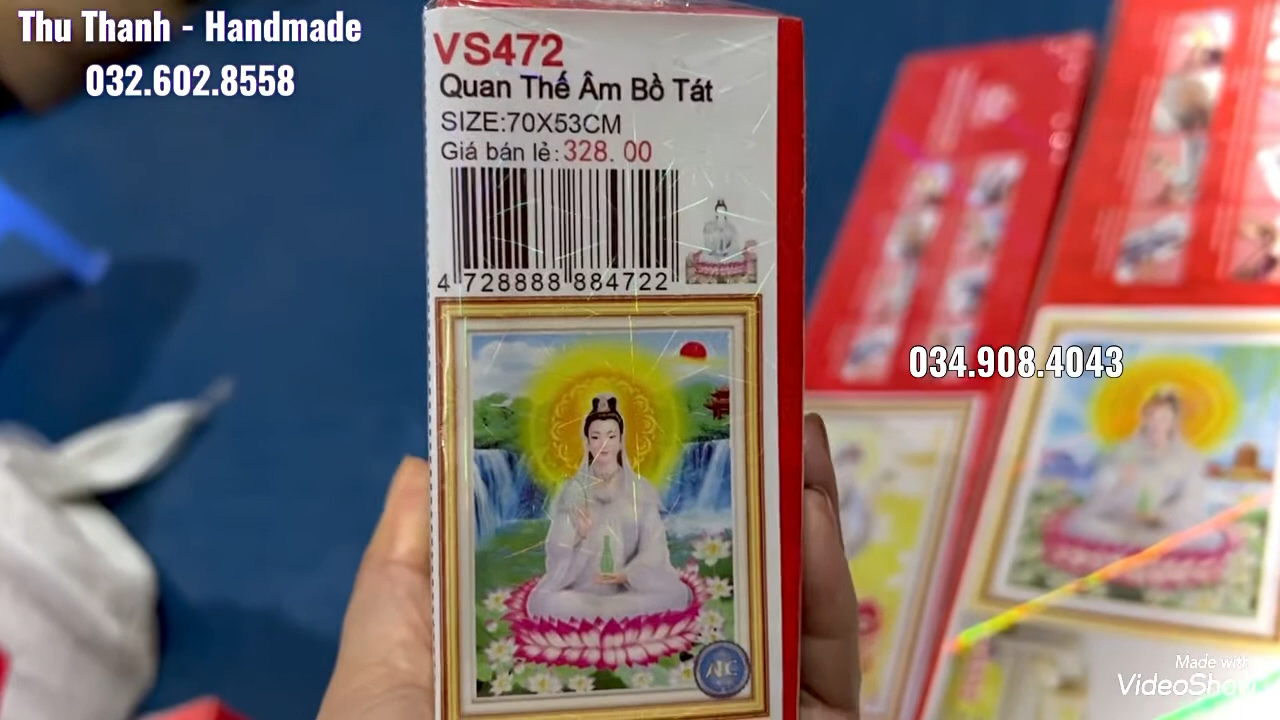 Thu Thanh - Handmade
032.602.8558
VS472
Quan Thế Âm Bồ Tát
SIZE:70X53CM
Giá bán lẻ:328. 00
4 728888 884722
034.908.4043
Made with
VideoShow